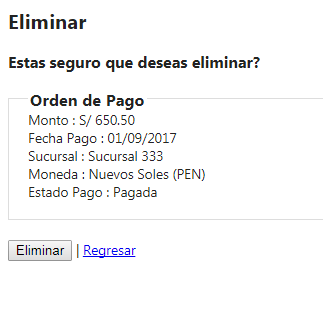 Eliminar
Estas seguro que deseas eliminar?
Orden de Pago
Monto : S/ 650.50
Fecha Pago : 01/09/2017
Sucursal : Sucursal 333
Moneda : Nuevos Soles (PEN)
Estado Pago : Pagada
Eliminar | Regresar